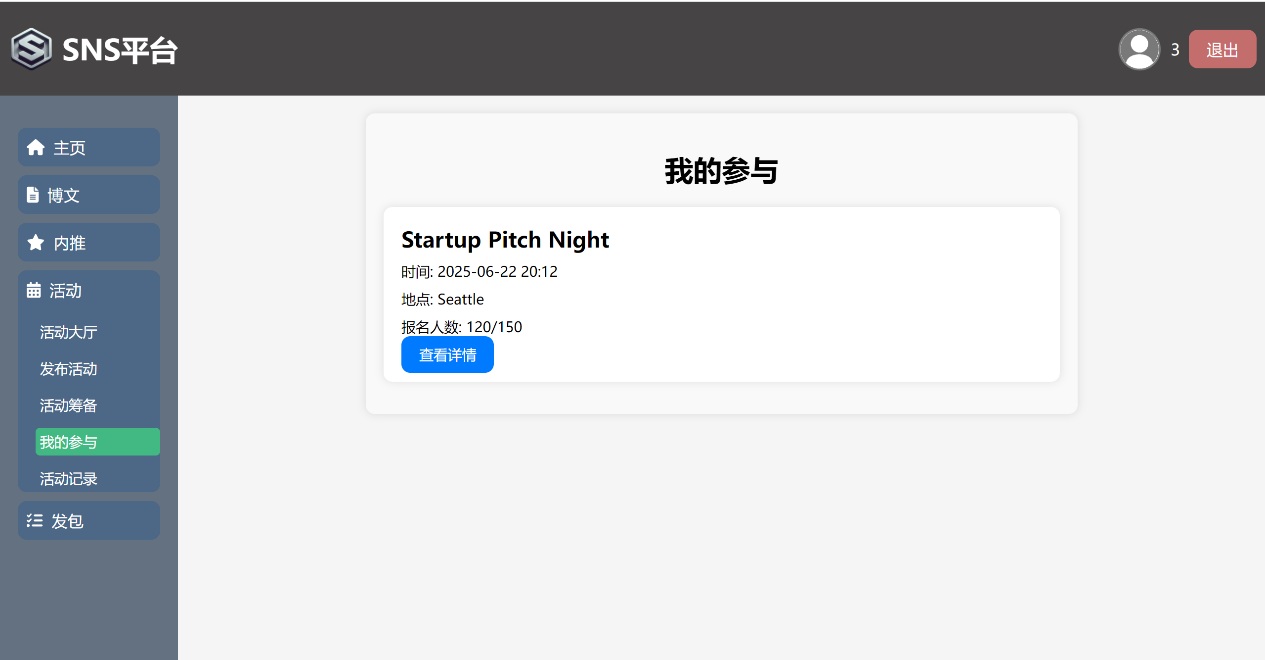 SNS平台
3
退出
主页
博文
内推
活动
活动大厅
发布活动
活动筹备
我的参与
活动记录
发包
我的参与
Startup Pitch Night
时间: 2025-06-22 20:12
地点: Seattle
报名人数: 120/150
查看详情